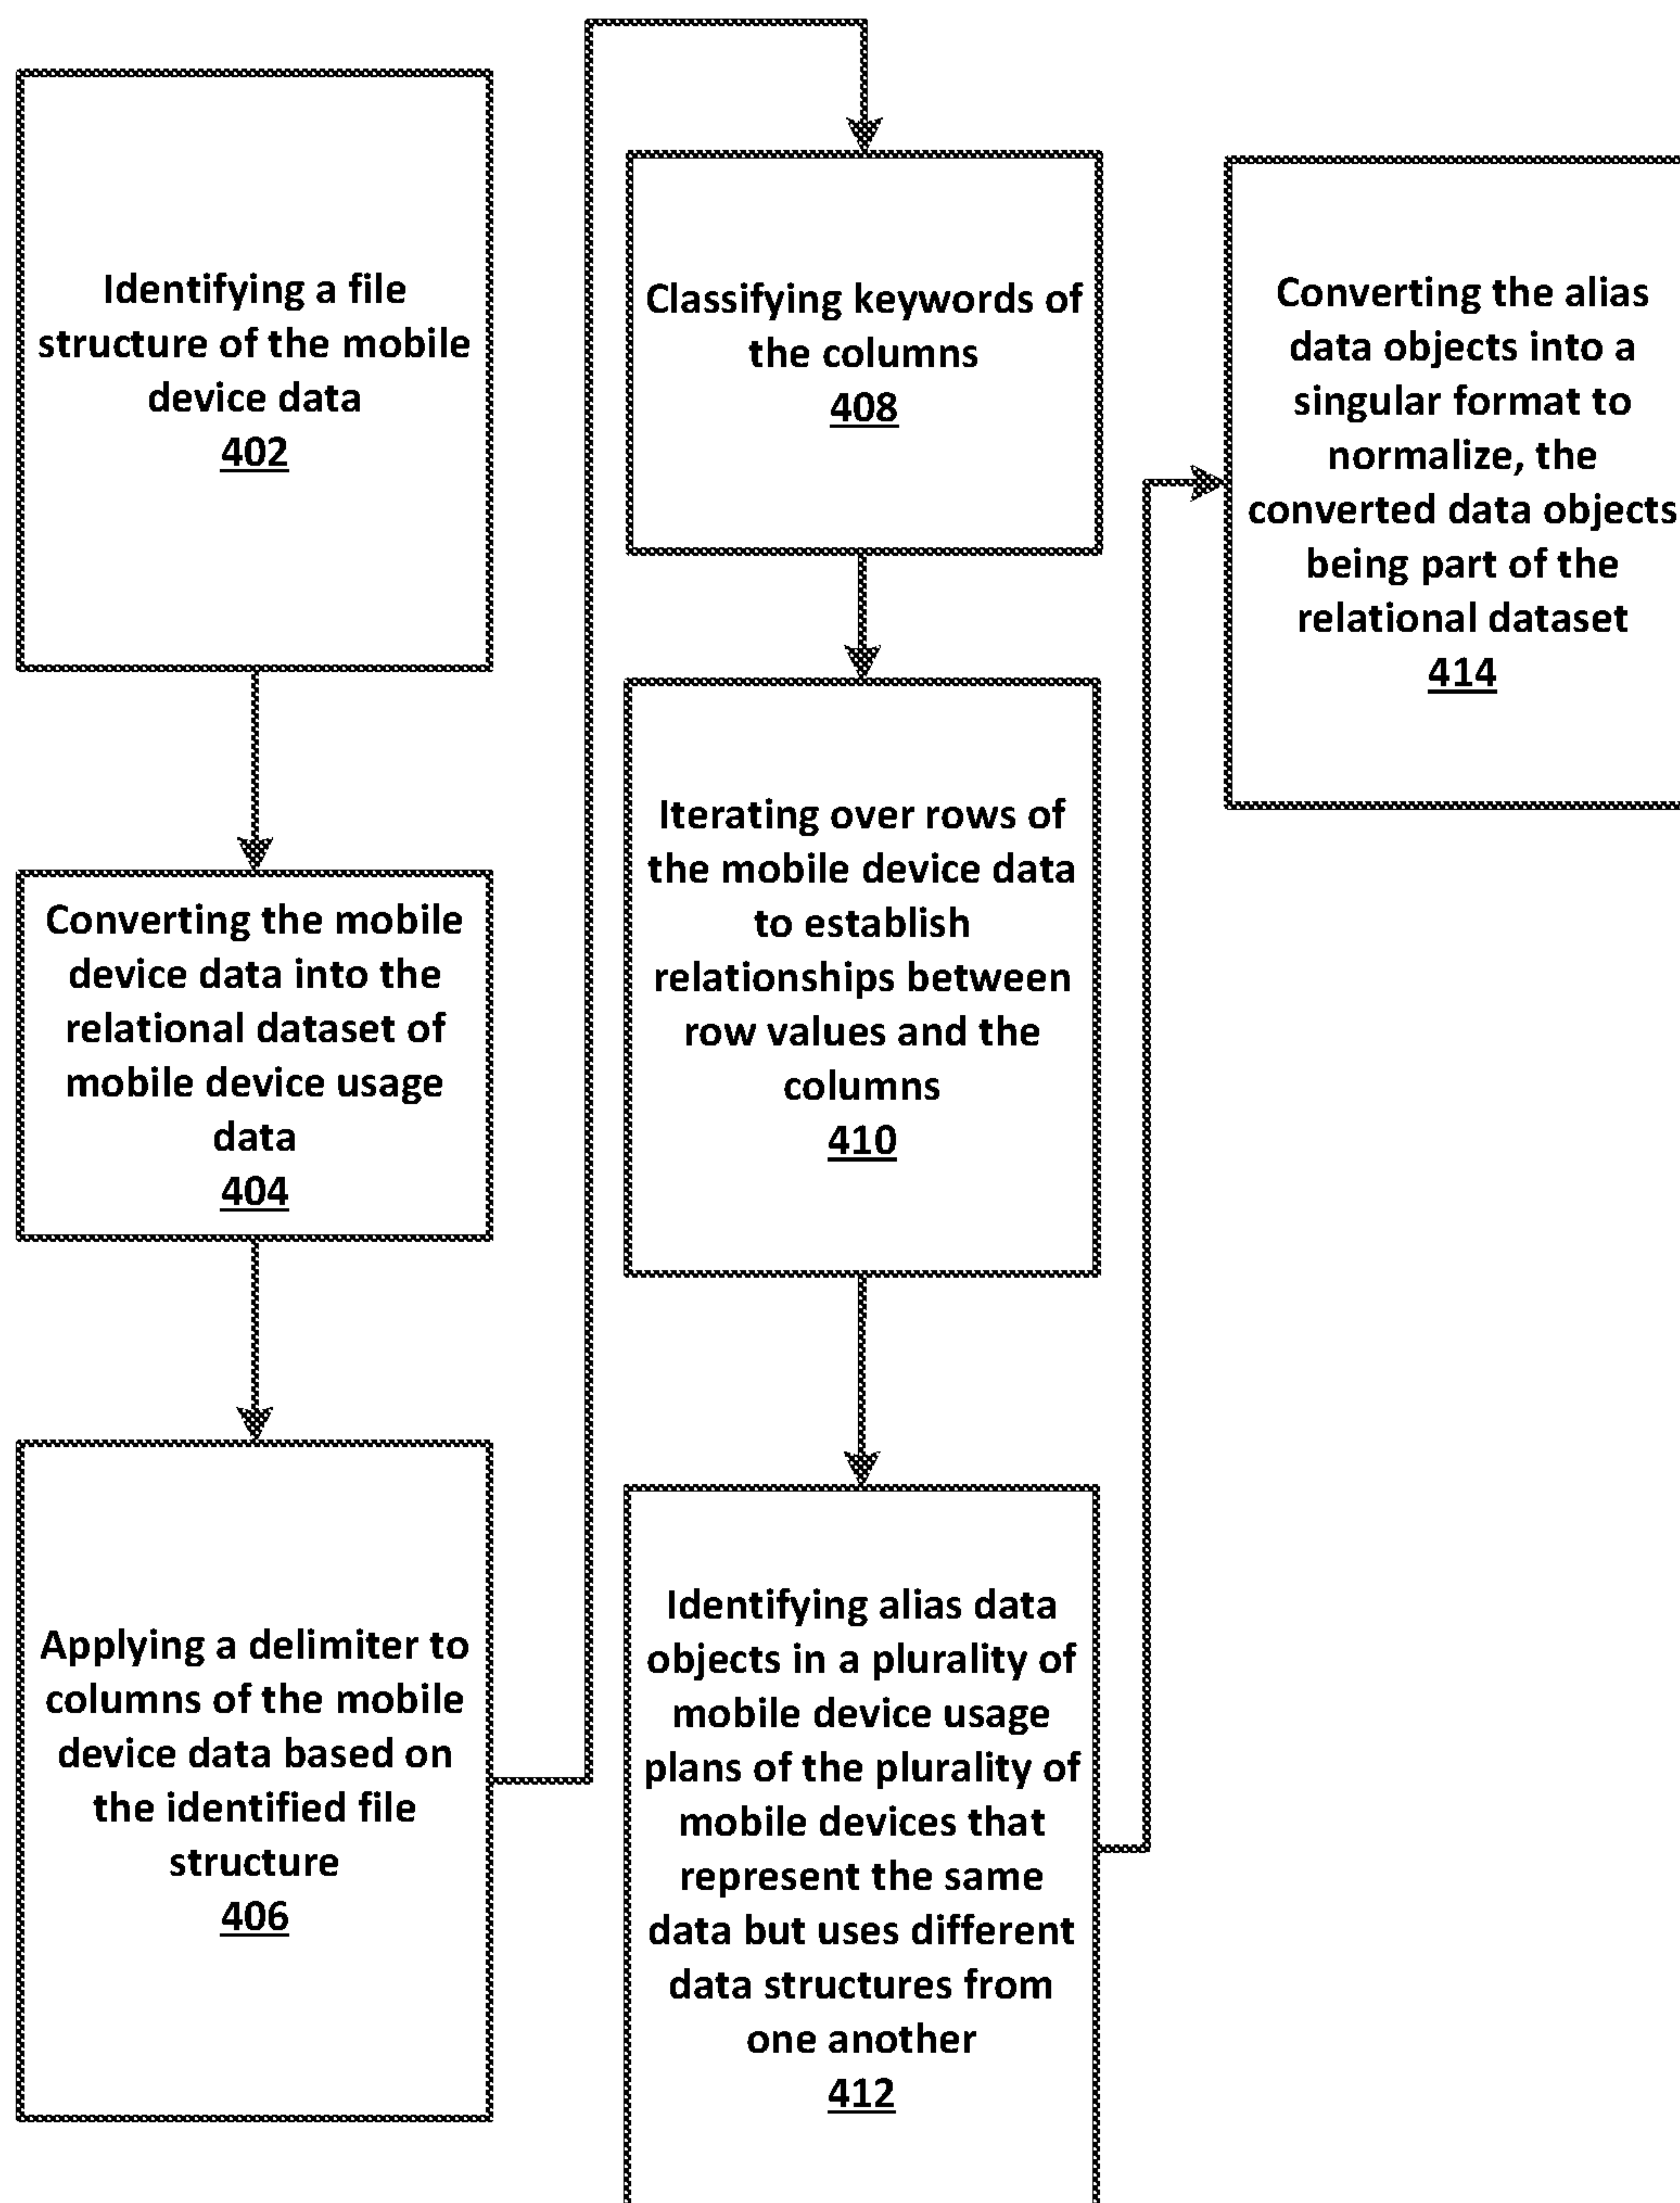 Identifying a file
structure of the mobile
device data
402
Converting the mobile
device data into the
relational dataset of
mobile device usage
data
404
Applying a delimiter to
columns of the mobile
device data based on
the identified file
structure
406
Classifying keywords of
the columns
408
Iterating over rows of
the mobile device data
to establish
relationships between
row values and the
columns
410
Identifying alias data
objects in a plurality of
mobile device usage
plans of the plurality of
mobile devices that
represent the same
data but uses different
data structures from
one another
412
Converting the alias
data objects into a
singular format to
normalize, the
converted data objects
being part of the
relational dataset
414